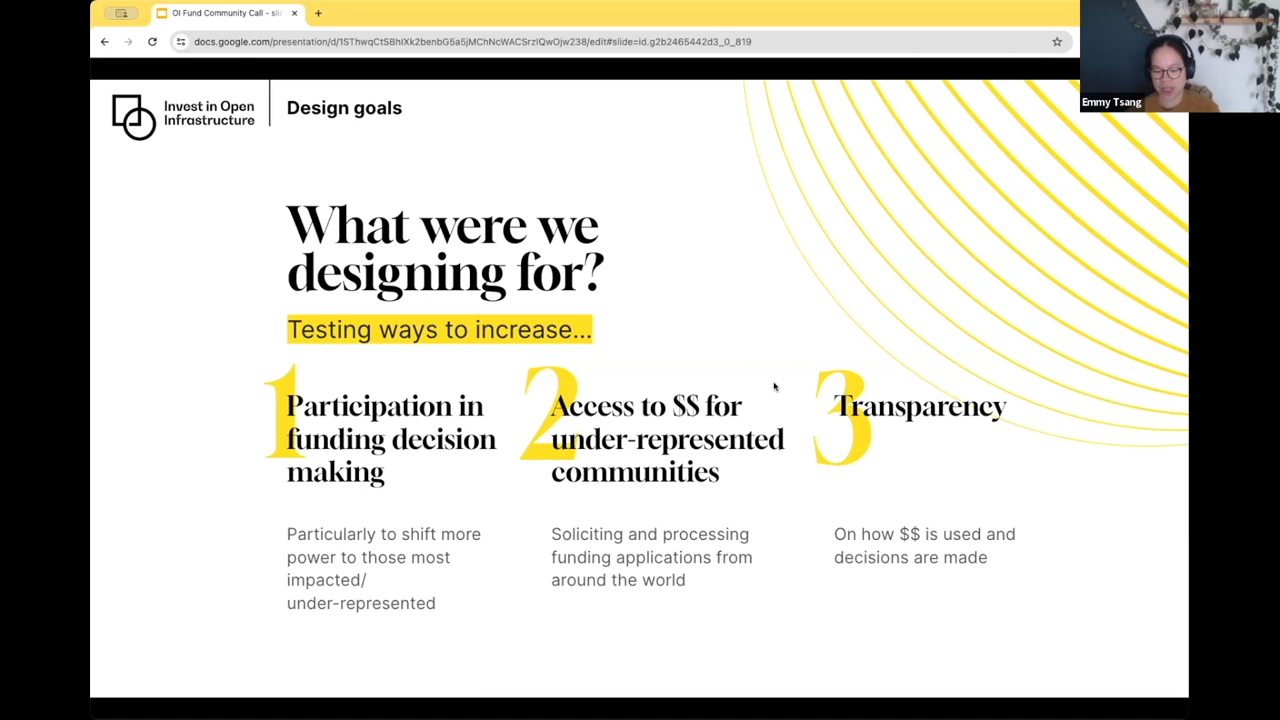 OI Fund Community Call - sli
docs.google.com/presentation/d/1SThwqCtSBhIXk2benbG5a5jMChNcWACSrzIQwOjw238/edit#slide=id.g2b2465442d3_0_819
Emmy Tsang
Invest in Open
Infrastructure
Design goals
What were we
designing for?
Testing ways to increase...
1
Participation in
funding decision
making
Particularly to shift more
power to those most
impacted/
under-represented
2
Access to $$ for
under-represented
communities
Soliciting and processing
funding applications from
around the world
3
Transparency
On how $$ is used and
decisions are made